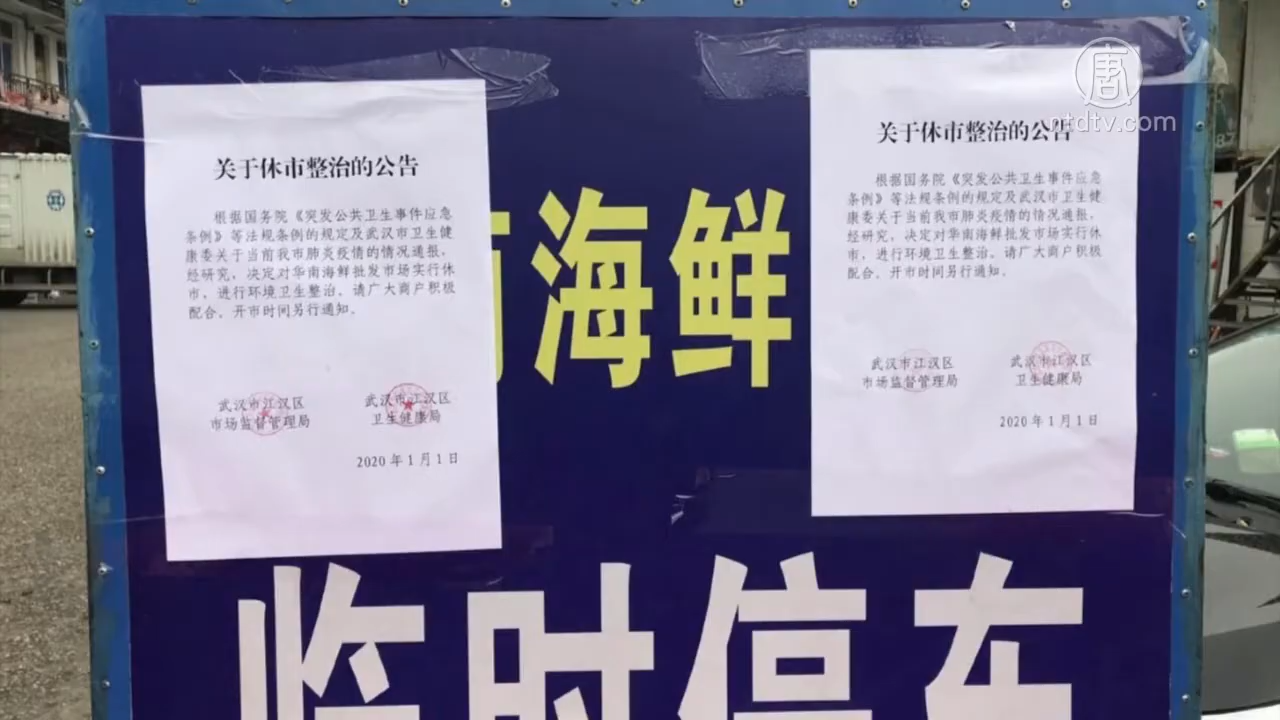 唐
ntdtv.com
关于休市整治的公告
根据国务院《突发公共卫生事件应急
条例》等法规条例的规定及武汉市卫生健
康委关于当前我市肺炎疫情的情况通报，
经研究，决定对华南海鲜批发市场实行休
市，进行环境卫生整治。请广大商户积极
配合。开市时间另行通知。
武汉市江汉区
市场监督管理局
武汉市江汉区
卫生健康局
2020年1月1日
关于休市整治的公告
根据国务院《突发公共卫生事件应急
条例》等法规条例的规定及武汉市卫生健
康委关于当前我市肺炎疫情的情况通报，
经研究，决定对华南海鲜批发市场实行休
市，进行环境卫生整治。请广大商户积极
配合。开市时间另行通知。
武汉市江汉区
市场监督管理局
武汉市江汉区
卫生健康局
2020年1月1日
南海鲜
临时停车